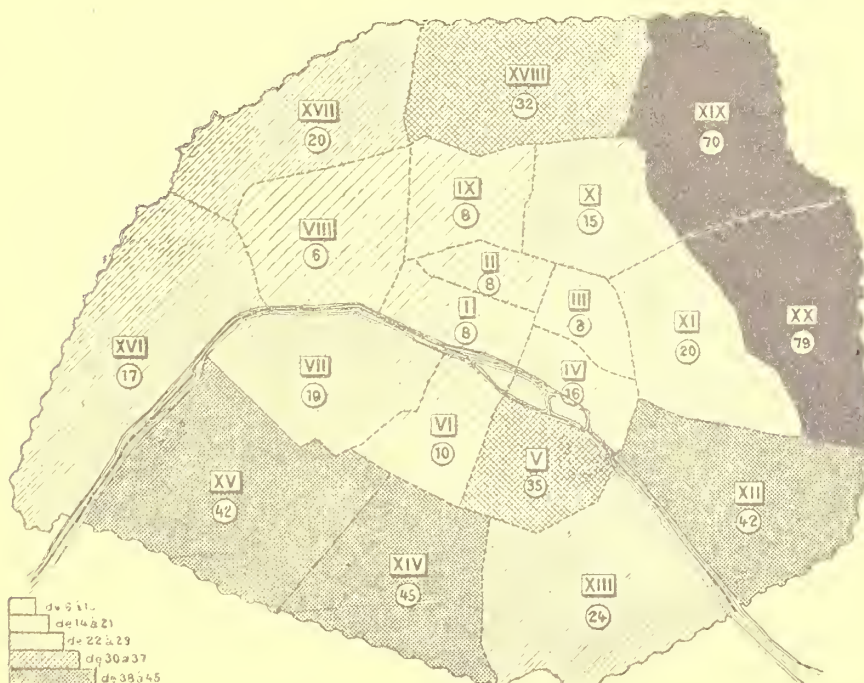 XVIII
32
XVII
20
XIX
70
IX
8
X
15
VIII
6
II
8
III
8
I
8
XI
20
XX
79
XVI
17
VII
19
IV
16
VI
10
V
35
XV
42
XII
42
XIV
45
XIII
24
de 14 à 21
de 22 à 29
de 30 à 37
de 38 à 45